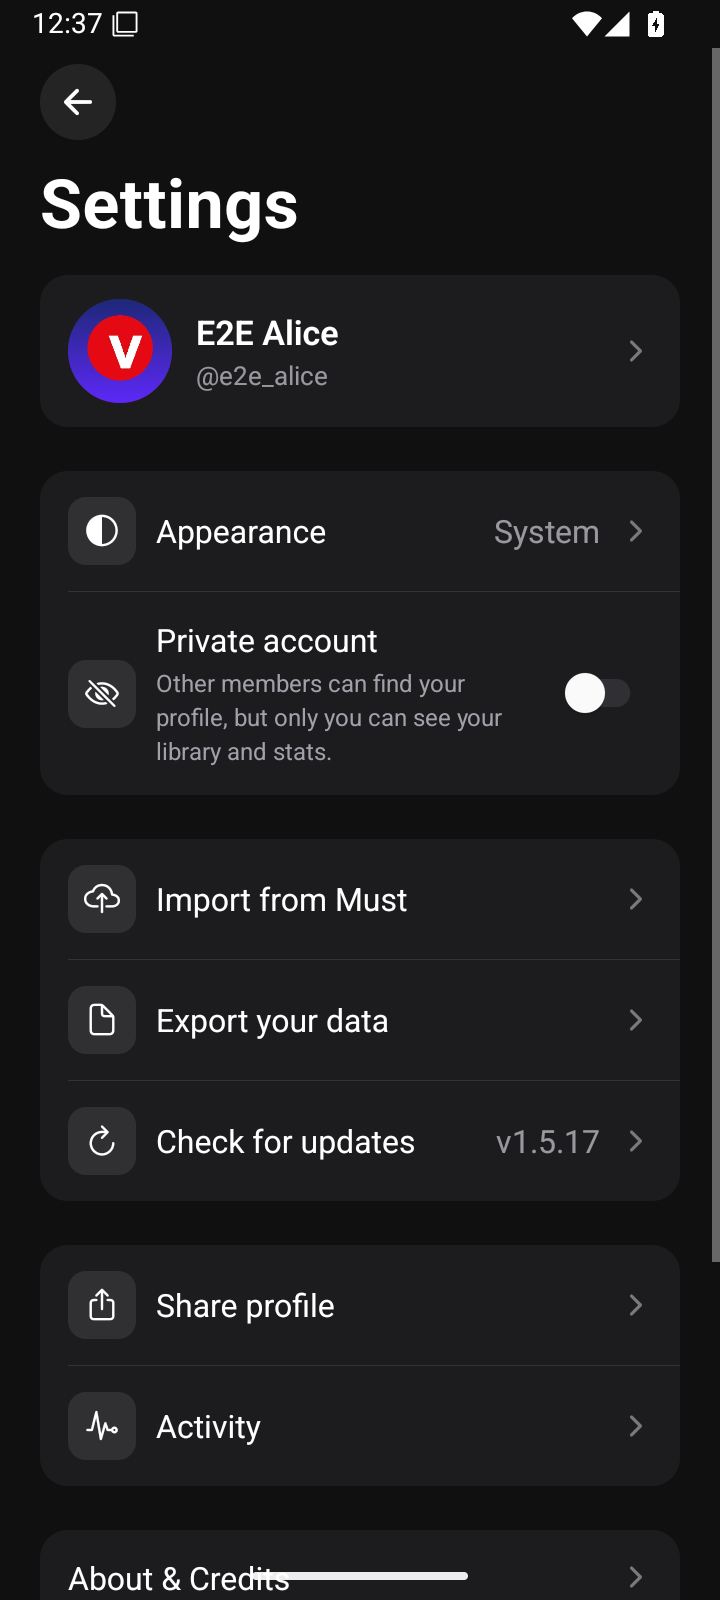 12:37
Settings
V
E2E Alice
@e2e_alice
Appearance
System
Private account
Other members can find your
profile, but only you can see your
library and stats.
Import from Must
Export your data
Check for updates
v1.5.17
Share profile
Activity
About & Credits